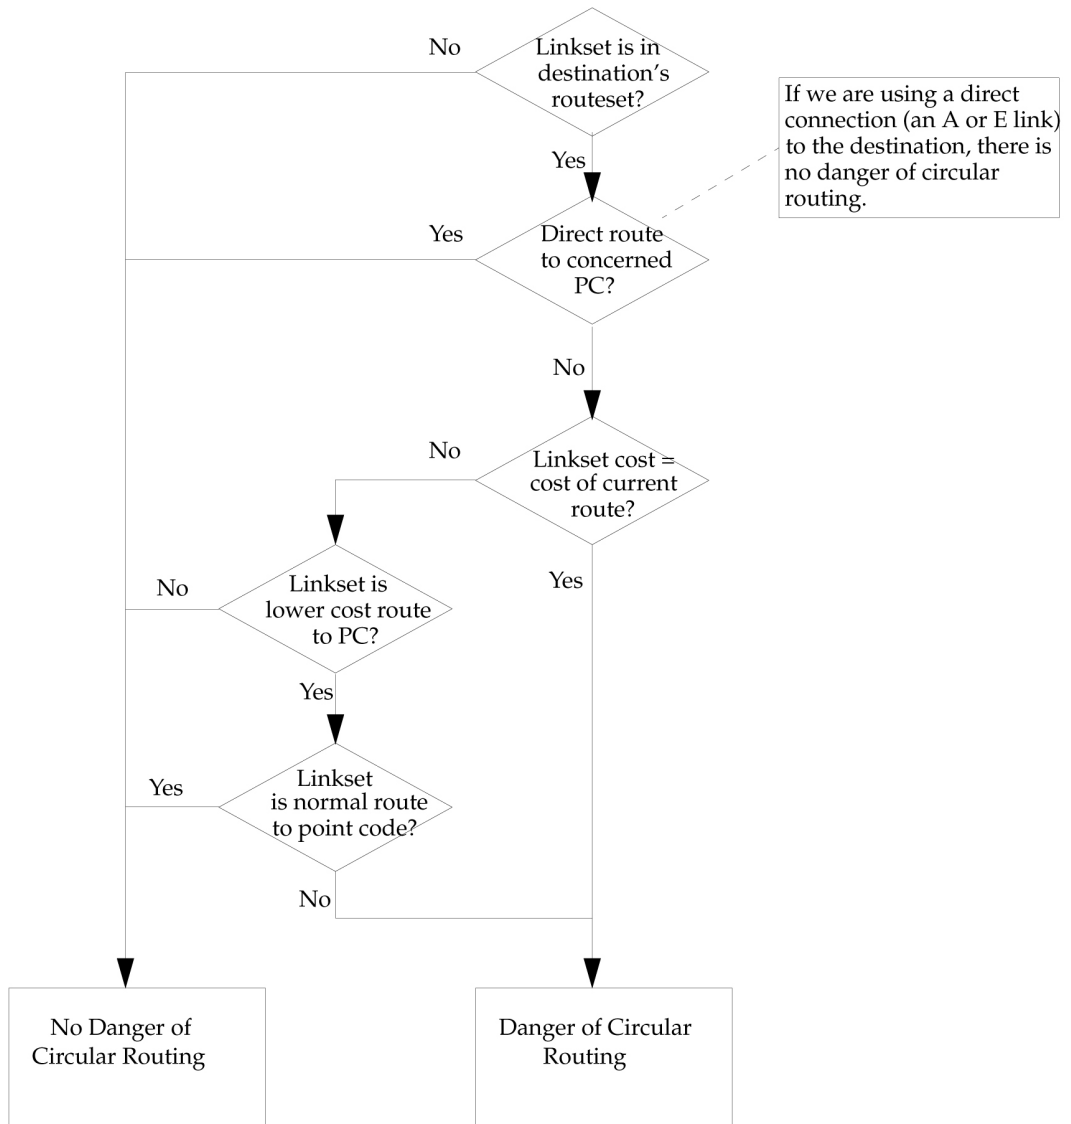 No
Linkset is in
destination's
routeset?
If we are using a direct
connection (an A or E link)
to the destination, there is
no danger of circular
routing.
Yes
Yes
Direct route
to concerned
PC?
No
No
Linkset cost =
cost of current
route?
No
Linkset is
lower cost route
to PC?
Yes
Yes
Yes
Linkset
is normal route
to point code?
No
No Danger of
Circular Routing
Danger of Circular
Routing